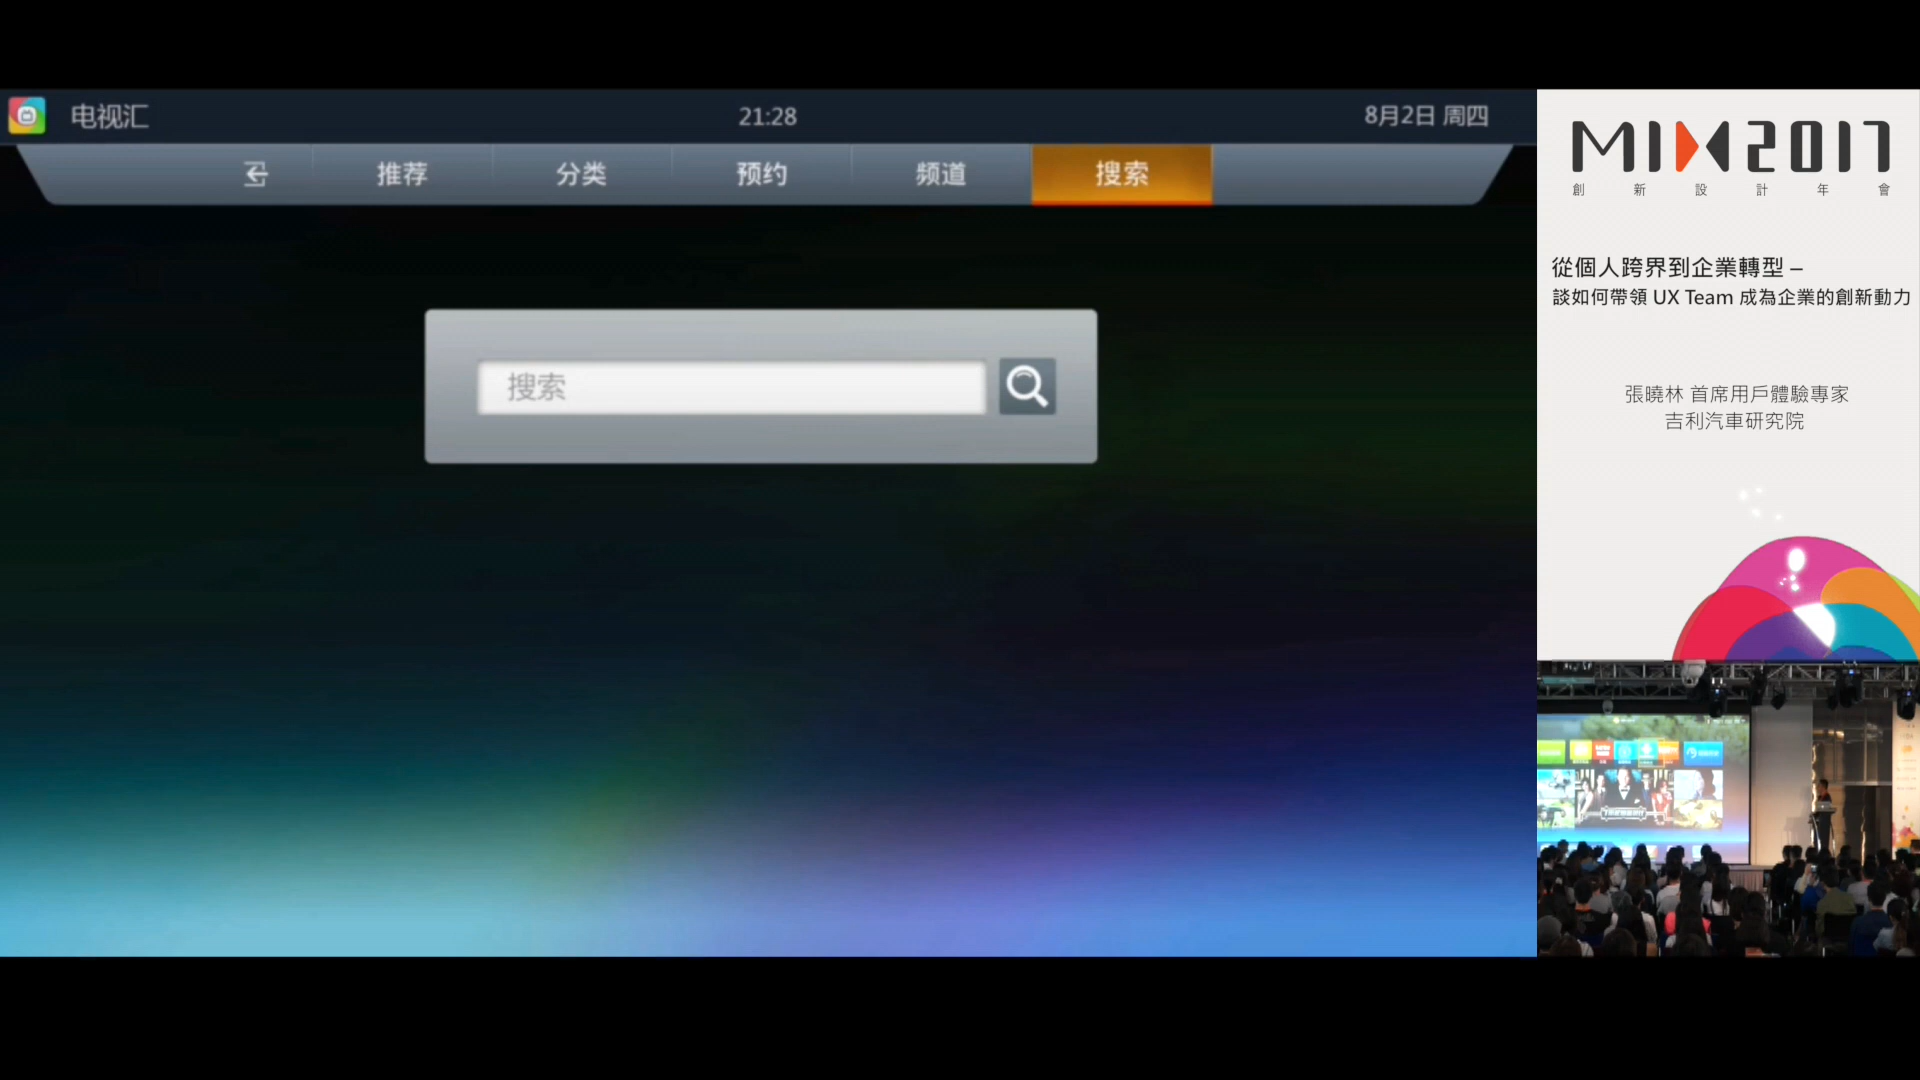 电视汇
21:28
8月2日 周四
推荐
分类
预约
频道
搜索
搜索
MIX2017
創新設計年會
從個人跨界到企業轉型 –
談如何帶領 UX Team 成為企業的創新動力
張曉林 首席用戶體驗專家
吉利汽車研究院